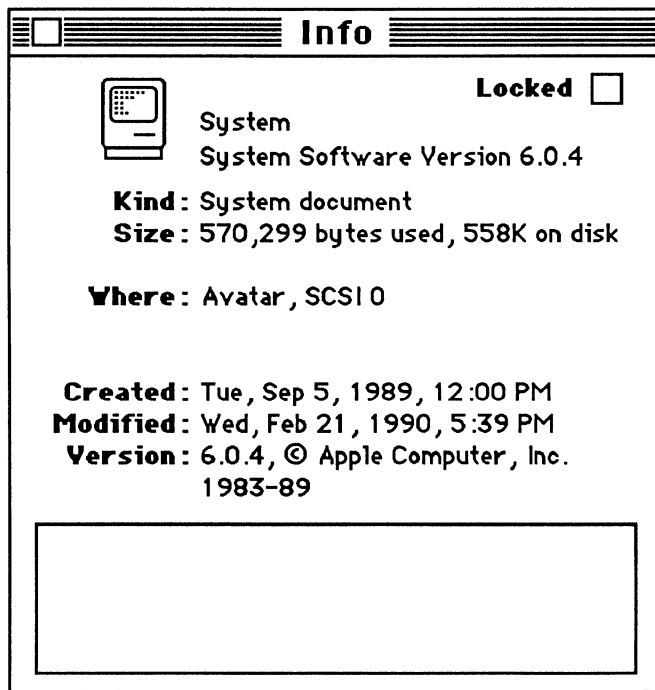 Info
Locked
System
System Software Version 6.0.4
Kind: System document
Size: 570,299 bytes used, 558K on disk
Where: Avatar, SCSI 0
Created: Tue, Sep 5, 1989, 12:00 PM
Modified: Wed, Feb 21, 1990, 5:39 PM
Version: 6.0.4, © Apple Computer, Inc.
1983-89